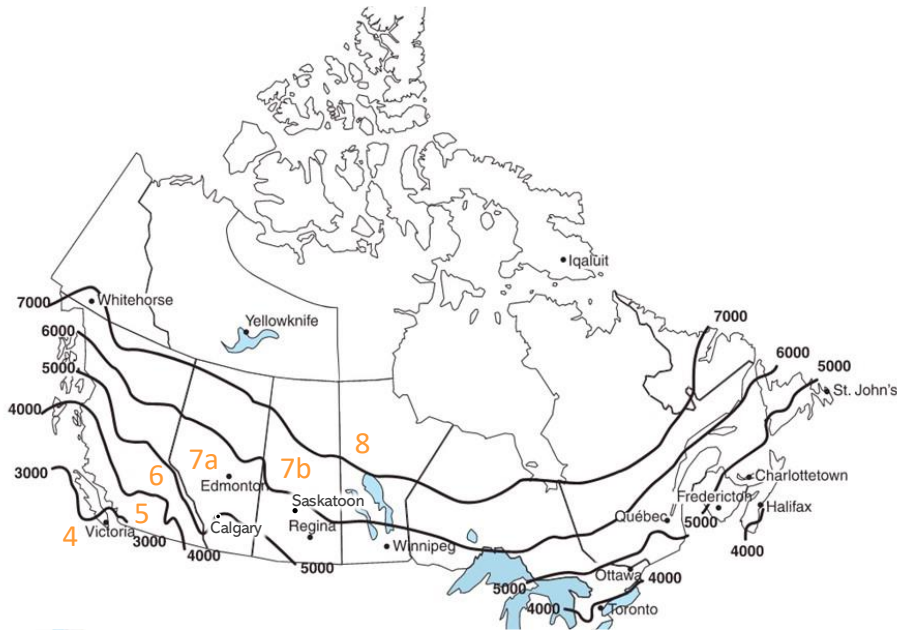 Iqaluit
7000
Whitehorse
Yellowknife
7000
6000
6000
5000
5000
St. John's
4000
8
7a
7b
3000
6
Edmonton
Charlottetown
Saskatoon
Fredericton
Halifax
5
4
Victoria
Calgary
Regina
Québec
5000
3000
4000
Winnipeg
4000
5000
Ottawa
4000
5000
4000
Toronto